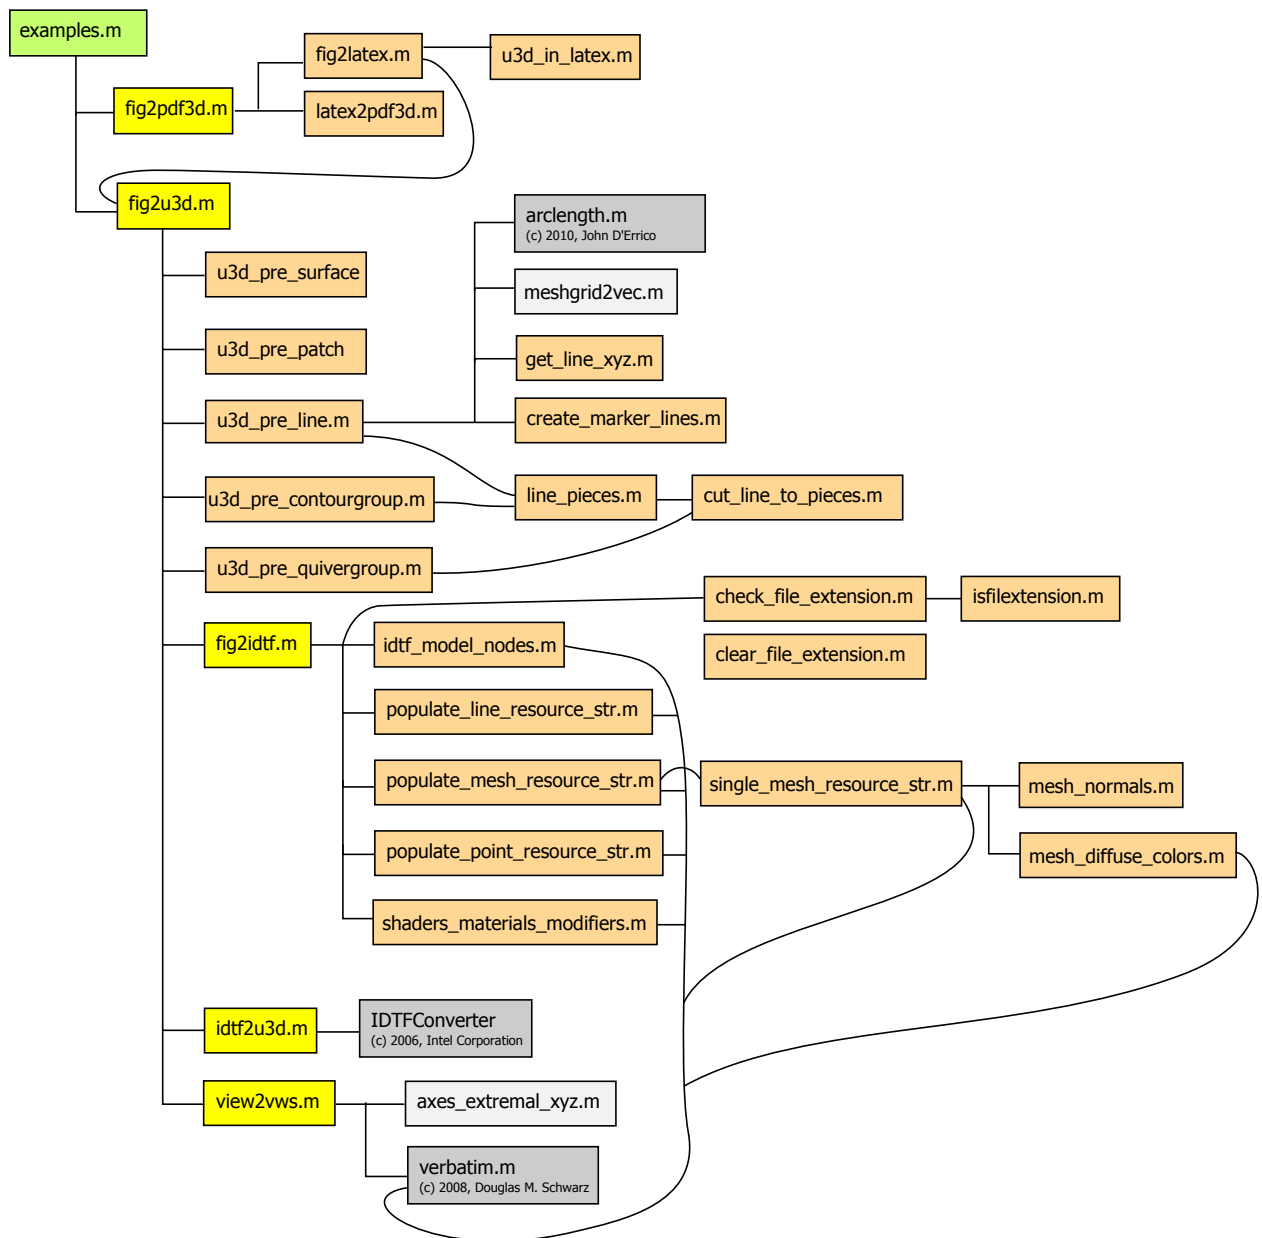 examples.m
fig2latex.m
u3d_in_latex.m
fig2pdf3d.m
latex2pdf3d.m
fig2u3d.m
arclength.m
(c) 2010, John D'Errico
u3d_pre_surface
meshgrid2vec.m
u3d_pre_patch
get_line_xyz.m
u3d_pre_line.m
create_marker_lines.m
u3d_pre_contourgroup.m
line_pieces.m
cut_line_to_pieces.m
u3d_pre_quivergroup.m
check_file_extension.m
isfilextension.m
fig2idtf.m
idtf_model_nodes.m
clear_file_extension.m
populate_line_resource_str.m
populate_mesh_resource_str.m
single_mesh_resource_str.m
mesh_normals.m
populate_point_resource_str.m
mesh_diffuse_colors.m
shaders_materials_modifiers.m
idtf2u3d.m
IDTFConverter
(c) 2006, Intel Corporation
view2vws.m
axes_extremal_xyz.m
verbatim.m
(c) 2008, Douglas M. Schwarz